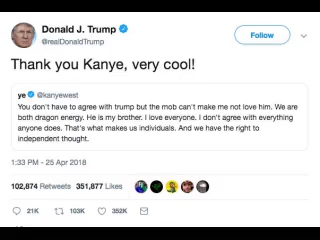 Donald J. Trump
@realDonaldTrump
Follow
Thank you Kanye, very cool!
ye @kanyewest
You don't have to agree with trump but the mob can't make me not love him. We are
both dragon energy. He is my brother. I love everyone. I don't agree with everything
anyone does. That's what makes us individuals. And we have the right to
independent thought.
1:33 PM - 25 Apr 2018
102,874 Retweets 351,877 Likes
21K 103K 352K